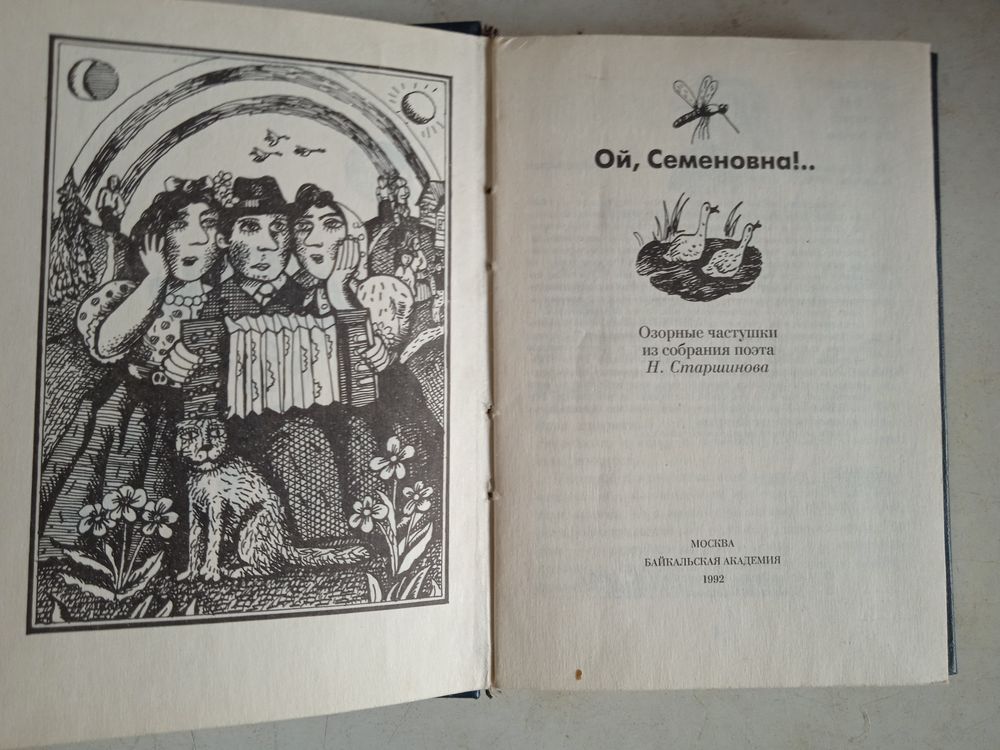 Ой, Семеновна!..
Озорные частушки
из собрания поэта
Н. Старшинова
МОСКВА
БАЙКАЛЬСКАЯ АКАДЕМИЯ
1992